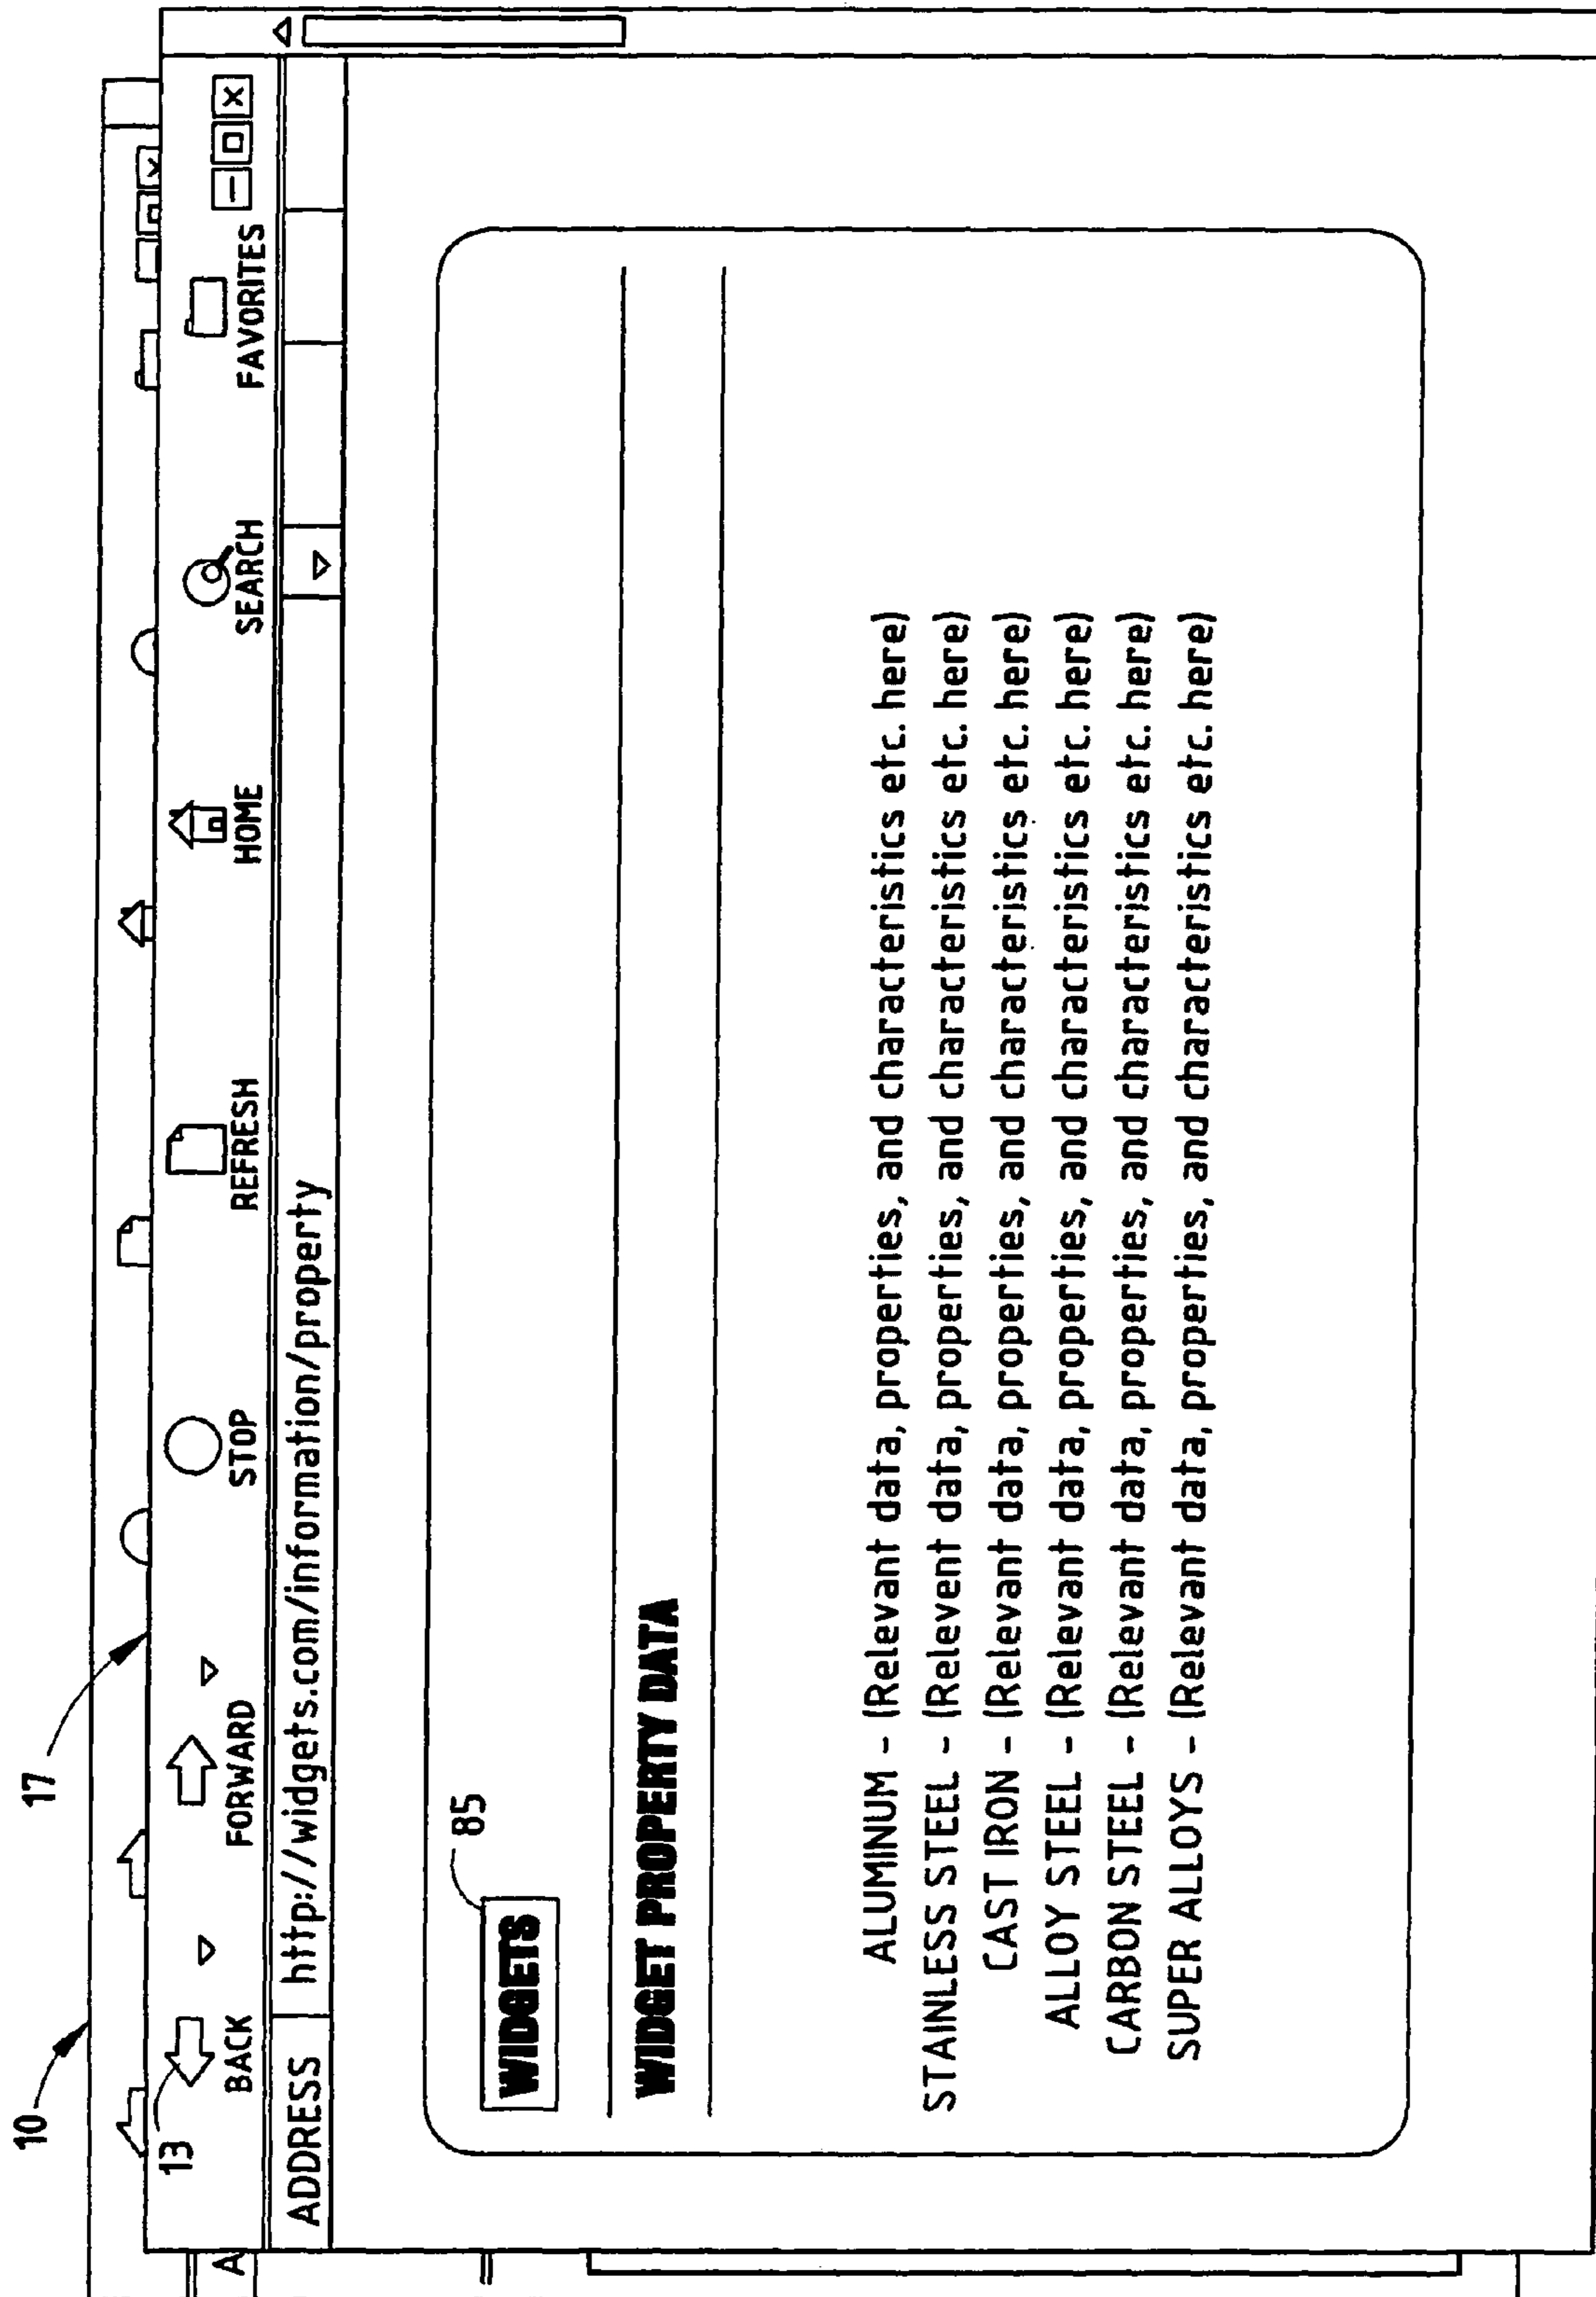 10
17
13
BACK
FORWARD
STOP
REFRESH
HOME
SEARCH
FAVORITES
A
ADDRESS http://widgets.com/information/property
WIDGETS
85
WIDGET PROPERTY DATA
ALUMINUM - (Relevant data, properties, and characteristics etc. here)
STAINLESS STEEL - (Relevent data, properties, and characteristics etc. here)
CAST IRON - (Relevant data, properties, and characteristics etc. here)
ALLOY STEEL - (Relevant data, properties, and characteristics etc. here)
CARBON STEEL - (Relevant data, properties, and characteristics etc. here)
SUPER ALLOYS - (Relevant data, properties, and characteristics etc. here)